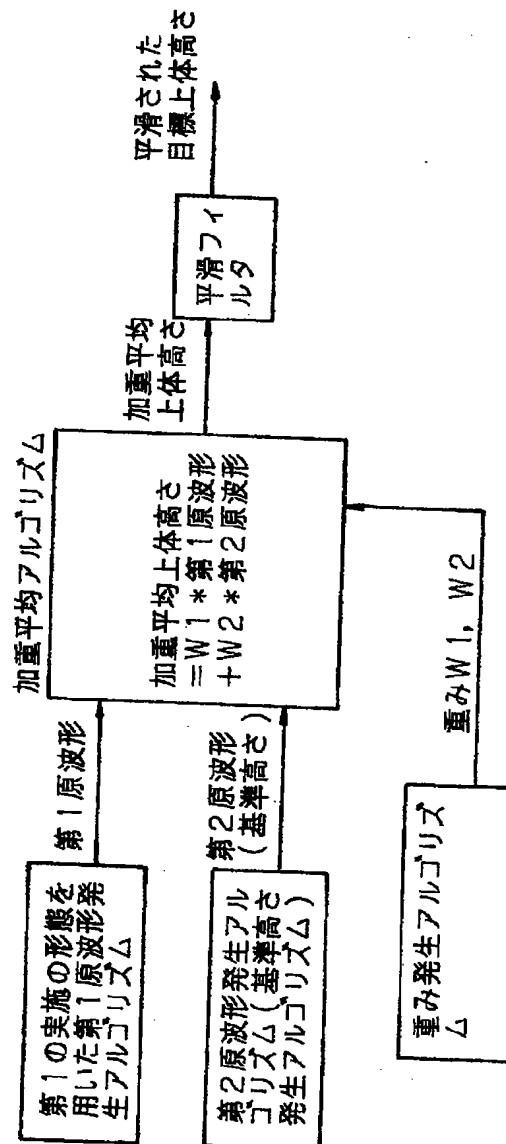 第1の実施の形態を
用いた第1原波形発
生アルゴリズム
第1原波形
第2原波形発生アル
ゴリズム(基準高さ
発生アルゴリズム)
第2原波形
(基準高さ)
重み発生アルゴリズ
ム
重みW1, W2
加重平均アルゴリズム
加重平均上体高さ
=W1*第1原波形
+W2*第2原波形
加重平均
上体高さ
平滑フィ
ルタ
平滑された
目標上体高さ